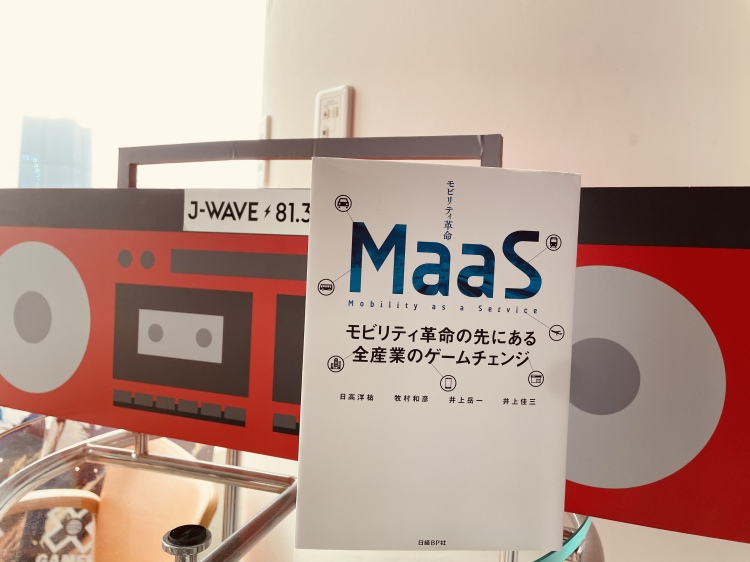 J-WAVE⚡81.3
モビリティ革命
MaaS
Mobility as a Service
モビリティ革命の先にある
全産業のゲームチェンジ
日高洋祐 牧村和彦 井上岳一 井上佳三
日経BP社
X
GAMES